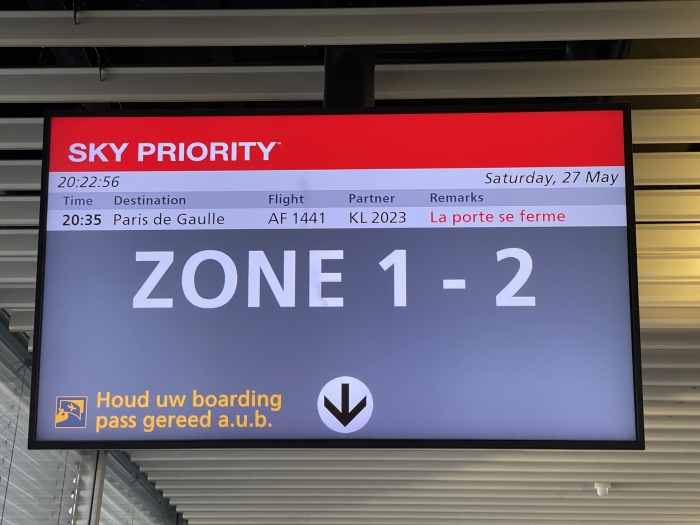 SKY PRIORITY™
20:22:56 Saturday, 27 May
Time Destination Flight Partner Remarks
20:35 Paris de Gaulle AF 1441 KL 2023 La porte se ferme
ZONE 1 - 2
Houd uw boarding
pass gereed a.u.b.